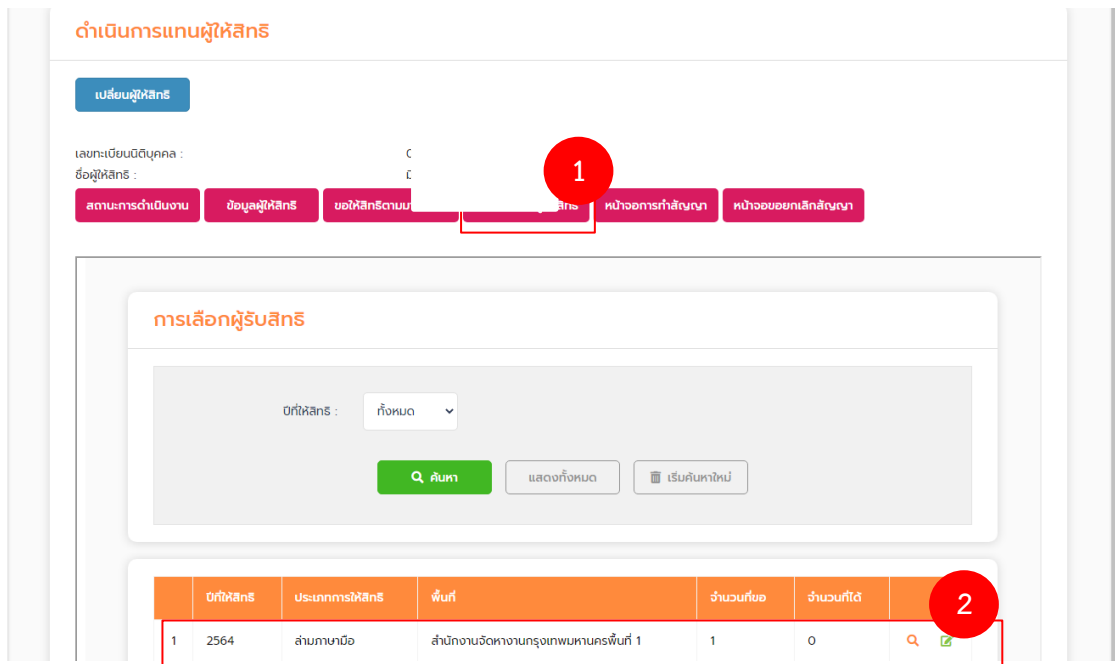 ดำเนินการแทนผู้ให้สิทธิ
เปลี่ยนผู้ให้สิทธิ
เลขทะเบียนนิติบุคคล :
ชื่อผู้ให้สิทธิ :
1
สถานะการดำเนินงาน ข้อมูลผู้ให้สิทธิ หน้าจอการทำสัญญา หน้าจอขอยกเลิกสัญญา
การเลือกผู้รับสิทธิ
ปีที่ให้สิทธิ : ทั้งหมด
ค้นหา แสดงทั้งหมด เริ่มค้นหาใหม่
ปีที่ให้สิทธิ ประเภทการให้สิทธิ พื้นที่ จำนวนที่ขอ จำนวนที่ได้ 2
1 2564 ล่ามภาษามือ สำนักงานจัดหางานกรุงเทพมหานครพื้นที่ 1 1 0